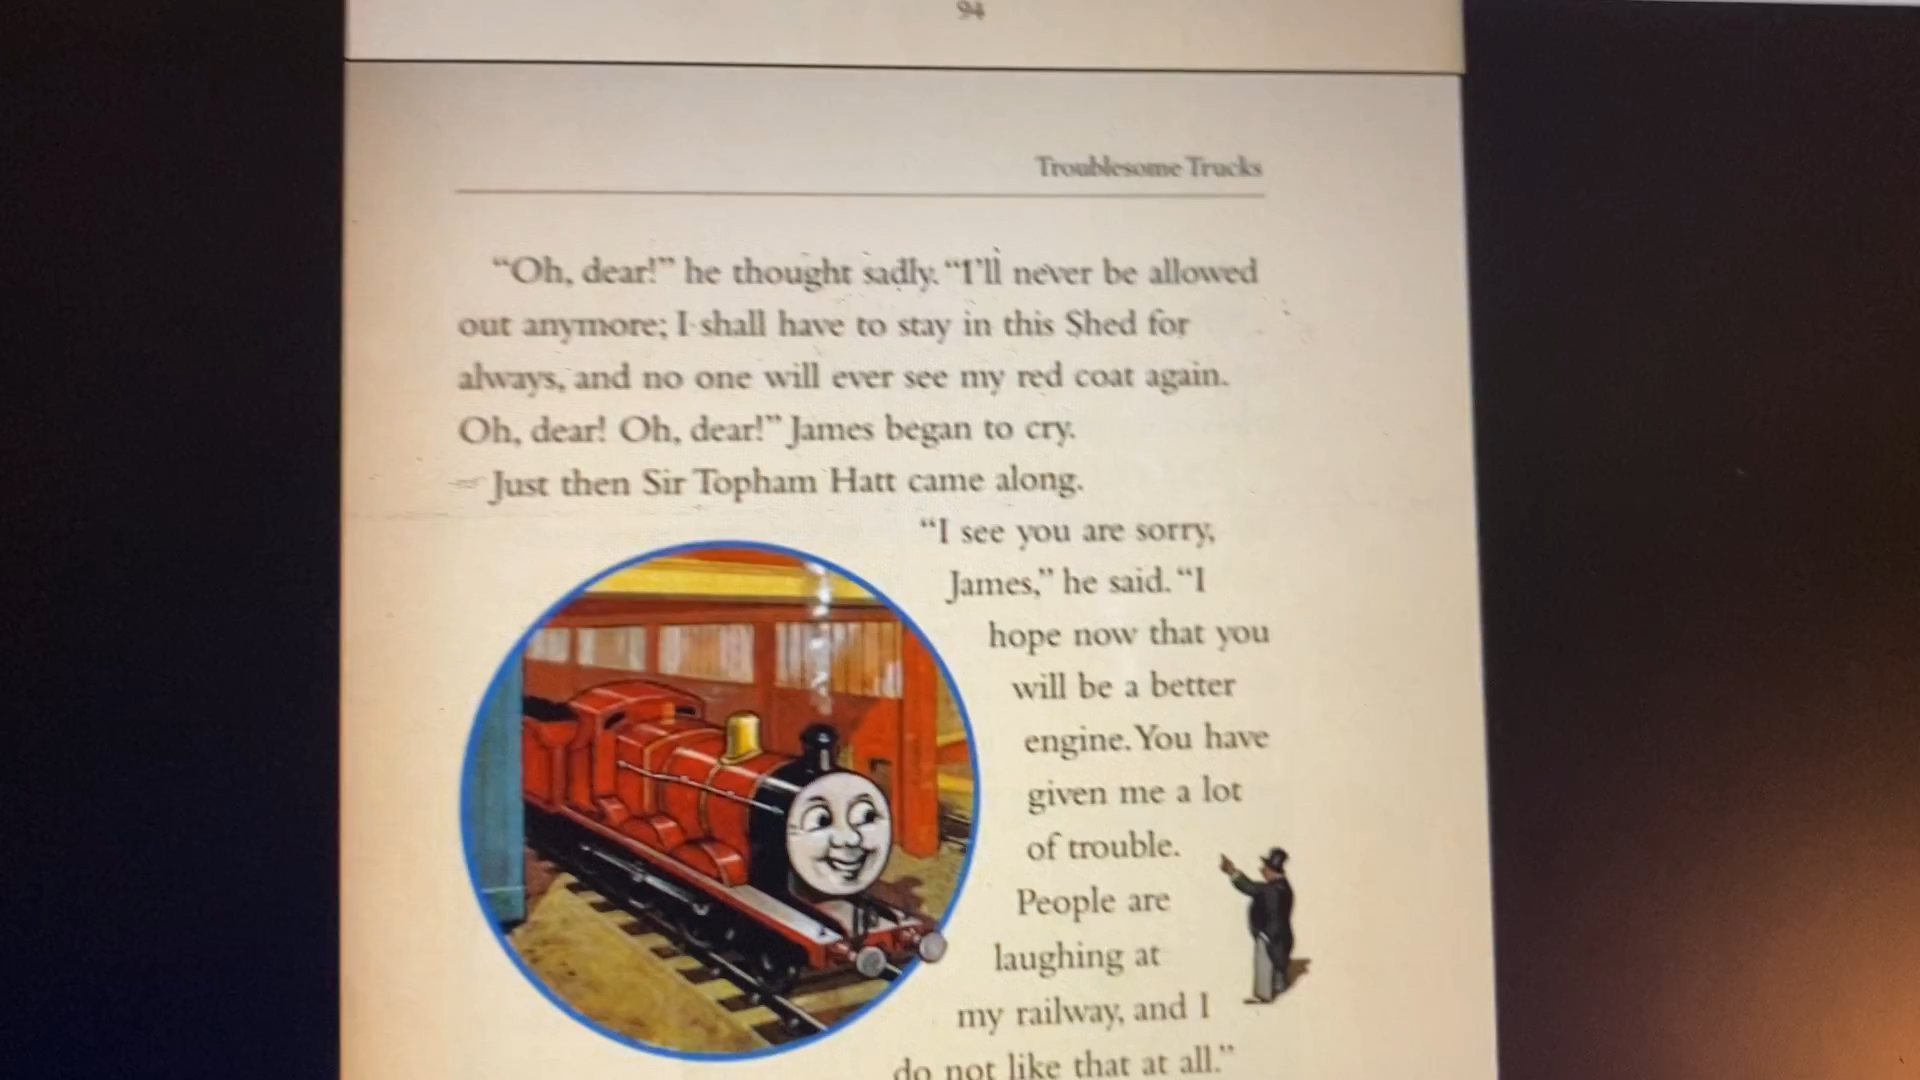 94
Troublesome Trucks
“Oh, dear!” he thought sadly. “I’ll never be allowed
out anymore; I shall have to stay in this Shed for
always, and no one will ever see my red coat again.
Oh, dear! Oh, dear!” James began to cry.
Just then Sir Topham Hatt came along.
“I see you are sorry,
James,” he said. “I
hope now that you
will be a better
engine. You have
given me a lot
of trouble.
People are
laughing at
my railway, and I
do not like that at all.”